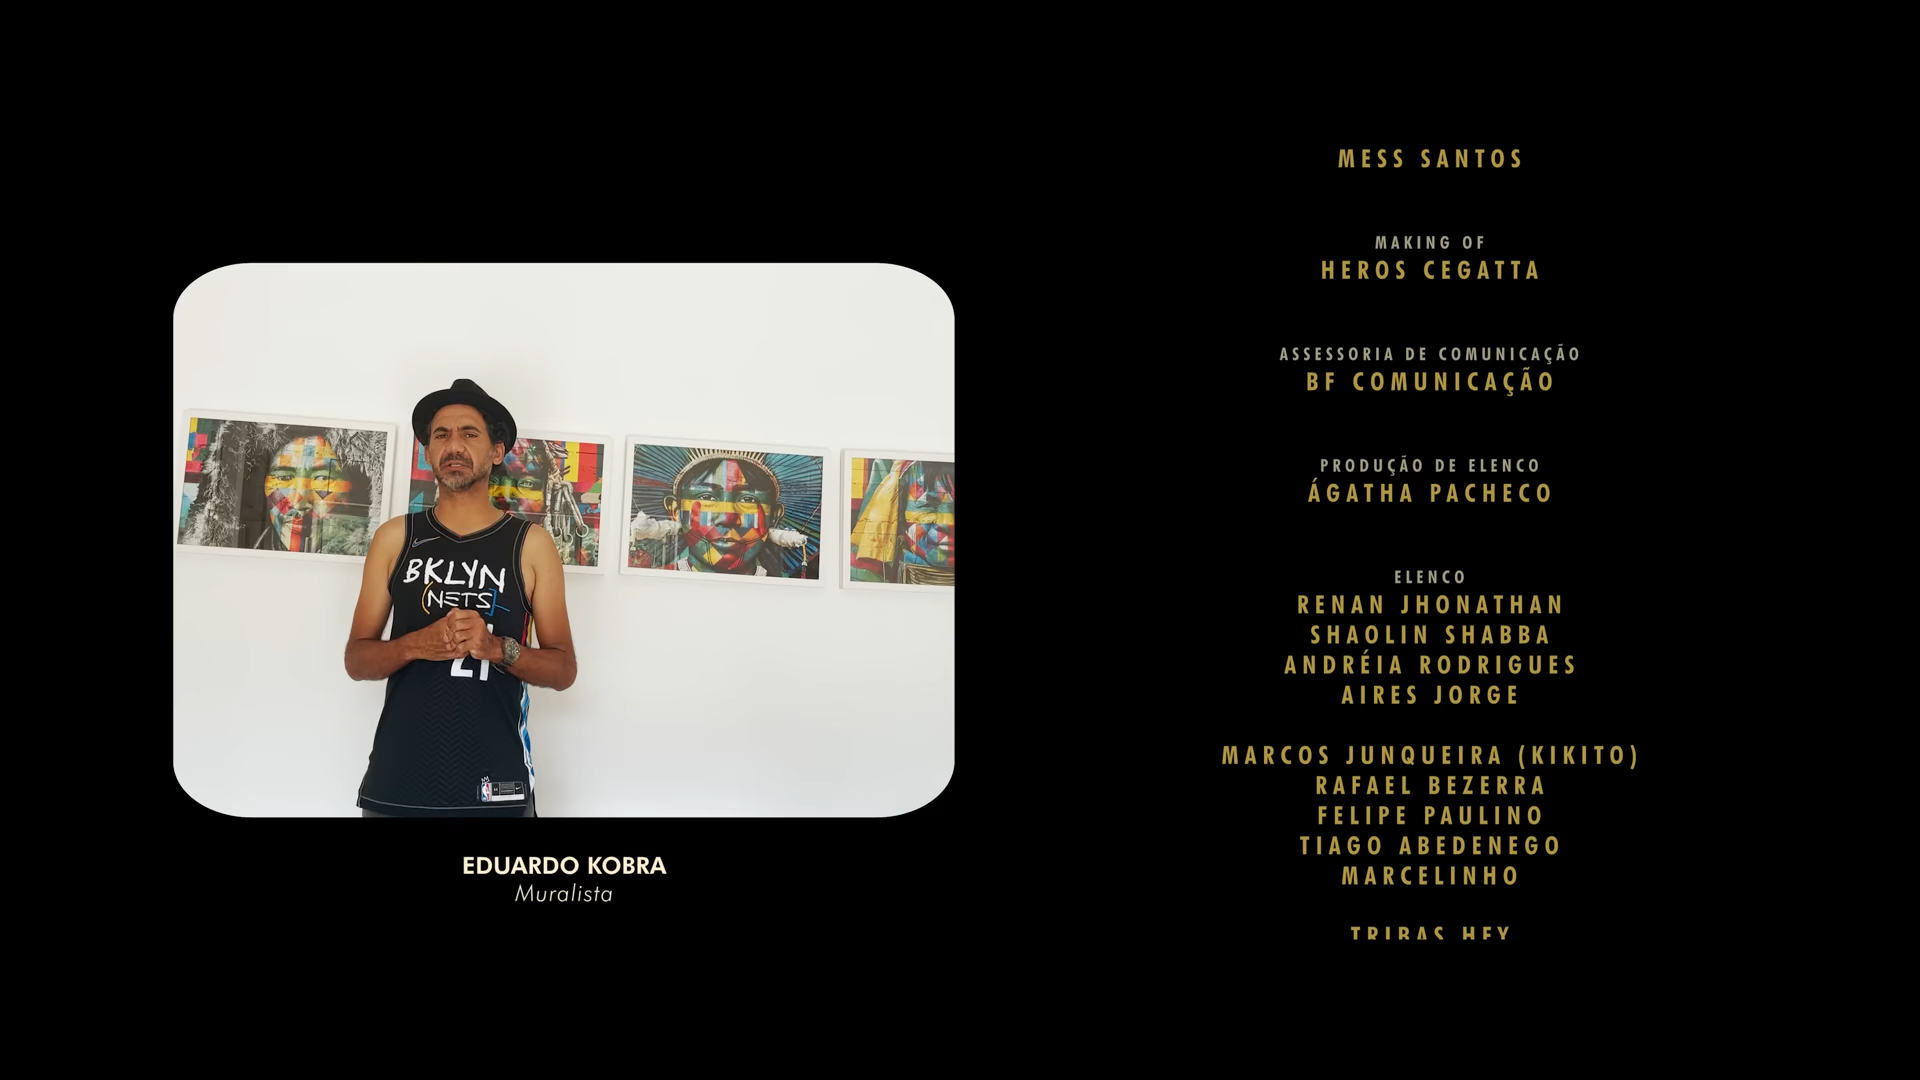 BKLYN
NETS
21
EDUARDO KOBRA
Muralista
MESS SANTOS
MAKING OF
HEROS CEGATTA
ASSESSORIA DE COMUNICAÇÃO
BF COMUNICAÇÃO
PRODUÇÃO DE ELENCO
ÁGATHA PACHECO
ELENCO
RENAN JHONATHAN
SHAOLIN SHABBA
ANDRÉIA RODRIGUES
AIRES JORGE
MARCOS JUNQUEIRA (KIKITO)
RAFAEL BEZERRA
FELIPE PAULINO
TIAGO ABEDENEGO
MARCELINHO